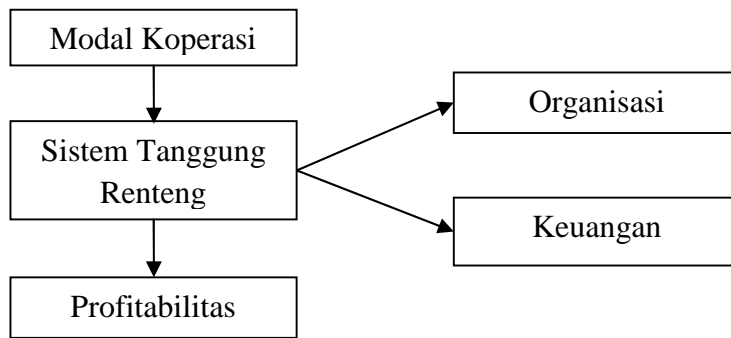 Modal Koperasi
Organisasi
Sistem Tanggung
Renteng
Keuangan
Profitabilitas